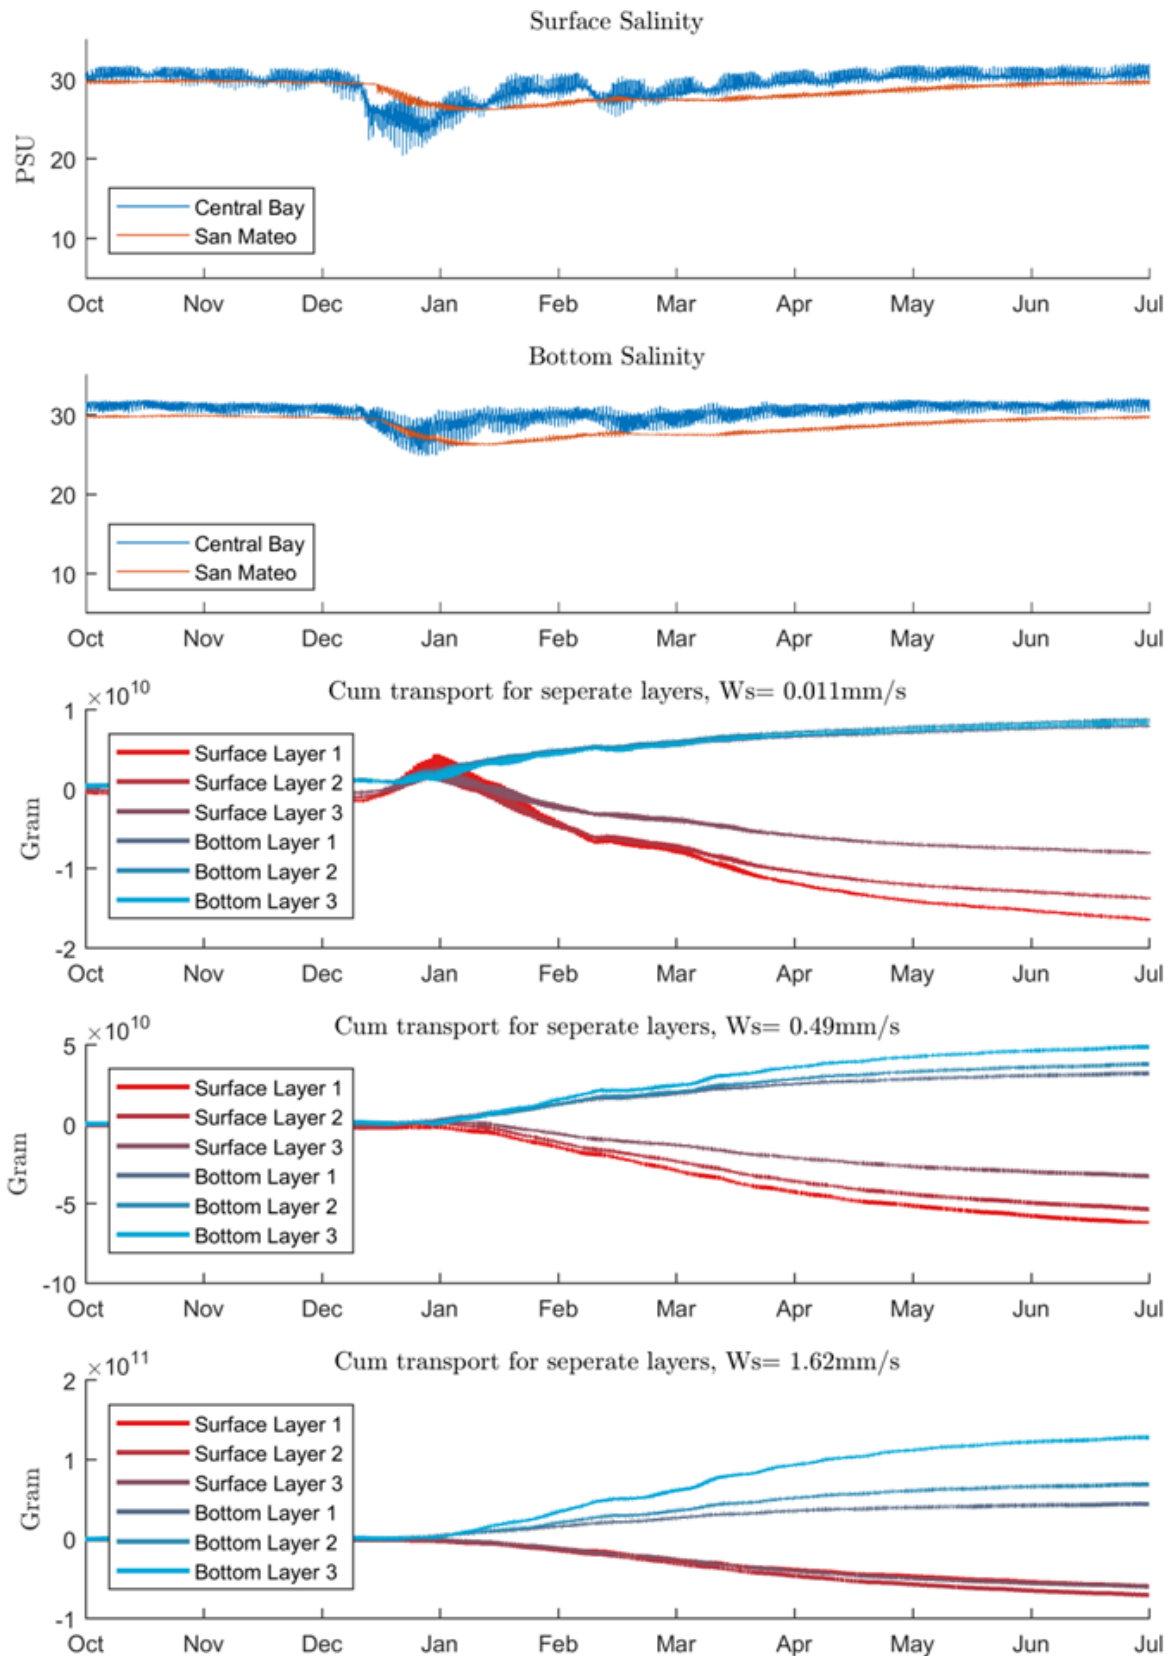 Surface Salinity
30
20
10
PSU
Central Bay
San Mateo
Oct Nov Dec Jan Feb Mar Apr May Jun Jul
Bottom Salinity
30
20
10
Central Bay
San Mateo
Oct Nov Dec Jan Feb Mar Apr May Jun Jul
×10^10
Cum transport for seperate layers, Ws= 0.011mm/s
1
0
-1
-2
Gram
Surface Layer 1
Surface Layer 2
Surface Layer 3
Bottom Layer 1
Bottom Layer 2
Bottom Layer 3
Oct Nov Dec Jan Feb Mar Apr May Jun Jul
×10^10
Cum transport for seperate layers, Ws= 0.49mm/s
5
0
-5
-10
Gram
Surface Layer 1
Surface Layer 2
Surface Layer 3
Bottom Layer 1
Bottom Layer 2
Bottom Layer 3
Oct Nov Dec Jan Feb Mar Apr May Jun Jul
×10^11
Cum transport for seperate layers, Ws= 1.62mm/s
2
1
0
-1
Gram
Surface Layer 1
Surface Layer 2
Surface Layer 3
Bottom Layer 1
Bottom Layer 2
Bottom Layer 3
Oct Nov Dec Jan Feb Mar Apr May Jun Jul